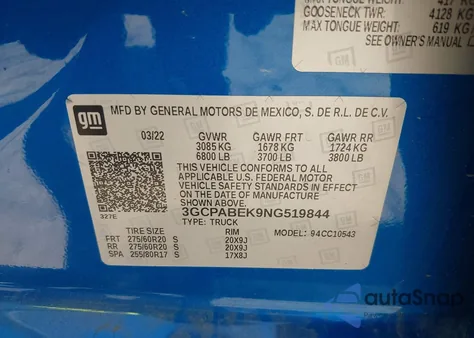 417 KG
GOOSENECK TWR: 4128 KG
MAX TONGUE WEIGHT: 619 KG
SEE OWNER'S MANUAL
gm
MFD BY GENERAL MOTORS DE MEXICO, S. DE R.L. DE C.V.
03/22 GVWR GAWR FRT GAWR RR
3085 KG 1678 KG 1724 KG
6800 LB 3700 LB 3800 LB
THIS VEHICLE CONFORMS TO ALL
APPLICABLE U.S. FEDERAL MOTOR
VEHICLE SAFETY STANDARDS IN EFFECT
ON THE DATE OF MANUFACTURE
SHOWN ABOVE.
327E
3GCPABEK9NG519844
TYPE: TRUCK MODEL: 94CC10543
TIRE SIZE RIM
FRT 275/60R20 S 20X9J
RR 275/60R20 S 20X9J
SPA 255/80R17 S 17X8J
autoSnap